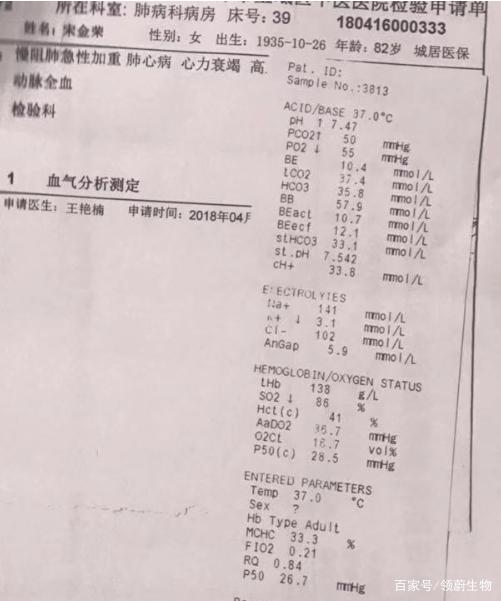 医院检验申请单
所在科室: 肺病科病房 床号: 39
180416000333
姓名: 宋金荣 性别: 女 出生: 1935-10-26 年龄: 82岁 城居医保
慢阻肺急性加重 肺心病 心力衰竭 高
动脉全血
检验科
1 血气分析测定
申请医生: 王艳楠 申请时间: 2018年04月
Pat. ID:
Sample No.:3813
ACID/BASE 37.0°C
pH ↑ 7.47
PCO2↑ 50 mmHg
PO2 ↓ 55 mmHg
BE 10.4 mmol/L
tCO2 37.4 mmol/L
HCO3 35.8 mmol/L
BB 57.9 mmol/L
BEact 10.7 mmol/L
BEecf 12.1 mmol/L
stHCO3 33.1 mmol/L
st.pH 7.542
cH+ 33.8 mmol/L
ELECTROLYTES
Na+ 141 mmol/L
K+ ↓ 3.1 mmol/L
Cl- 102 mmol/L
AnGap 5.9 mmol/L
HEMOGLOBIN/OXYGEN STATUS
tHb 138 g/L
SO2 ↓ 86 %
Hct(c) 41 %
AaDO2 36.7 mmHg
O2Ct 16.7 vol%
P50(c) 28.5 mmHg
ENTERED PARAMETERS
Temp 37.0 °C
Sex ?
Hb Type Adult
MCHC 33.3 %
FIO2 0.21
RQ 0.84
P50 26.7 mmHg
百家号/领蔚生物